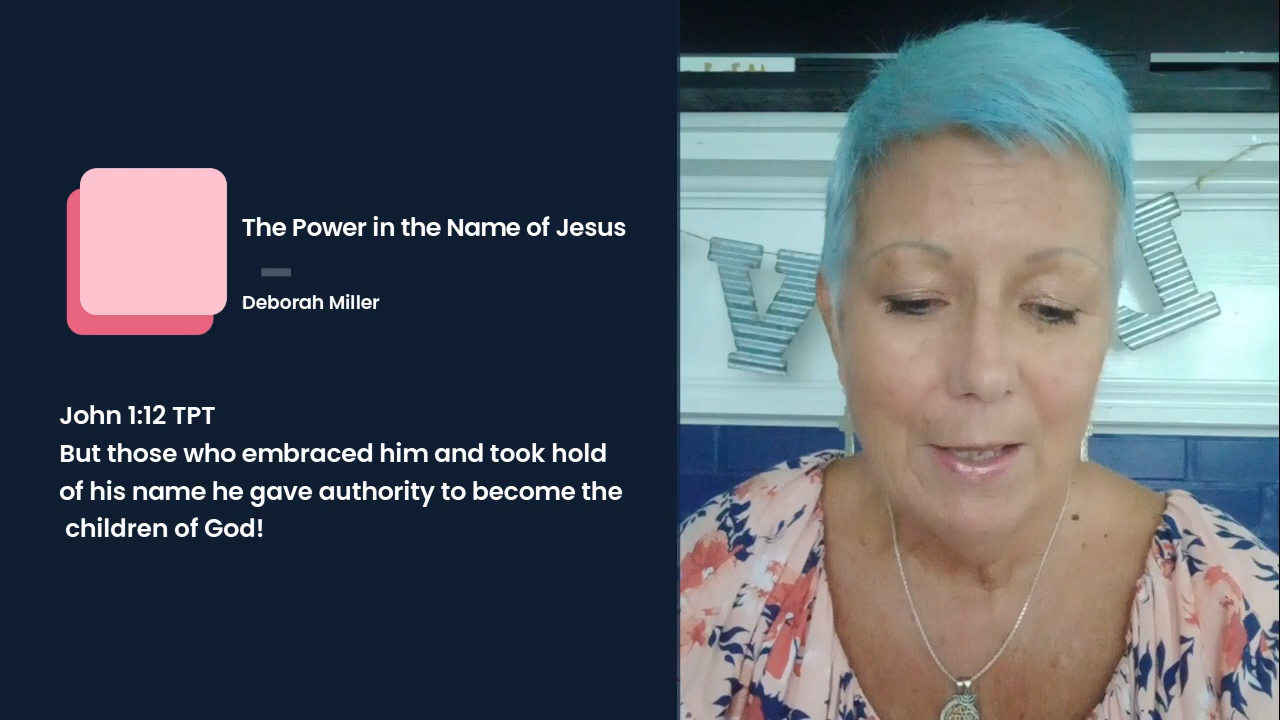 The Power in the Name of Jesus
Deborah Miller
John 1:12 TPT
But those who embraced him and took hold
of his name he gave authority to become the
children of God!
V
J